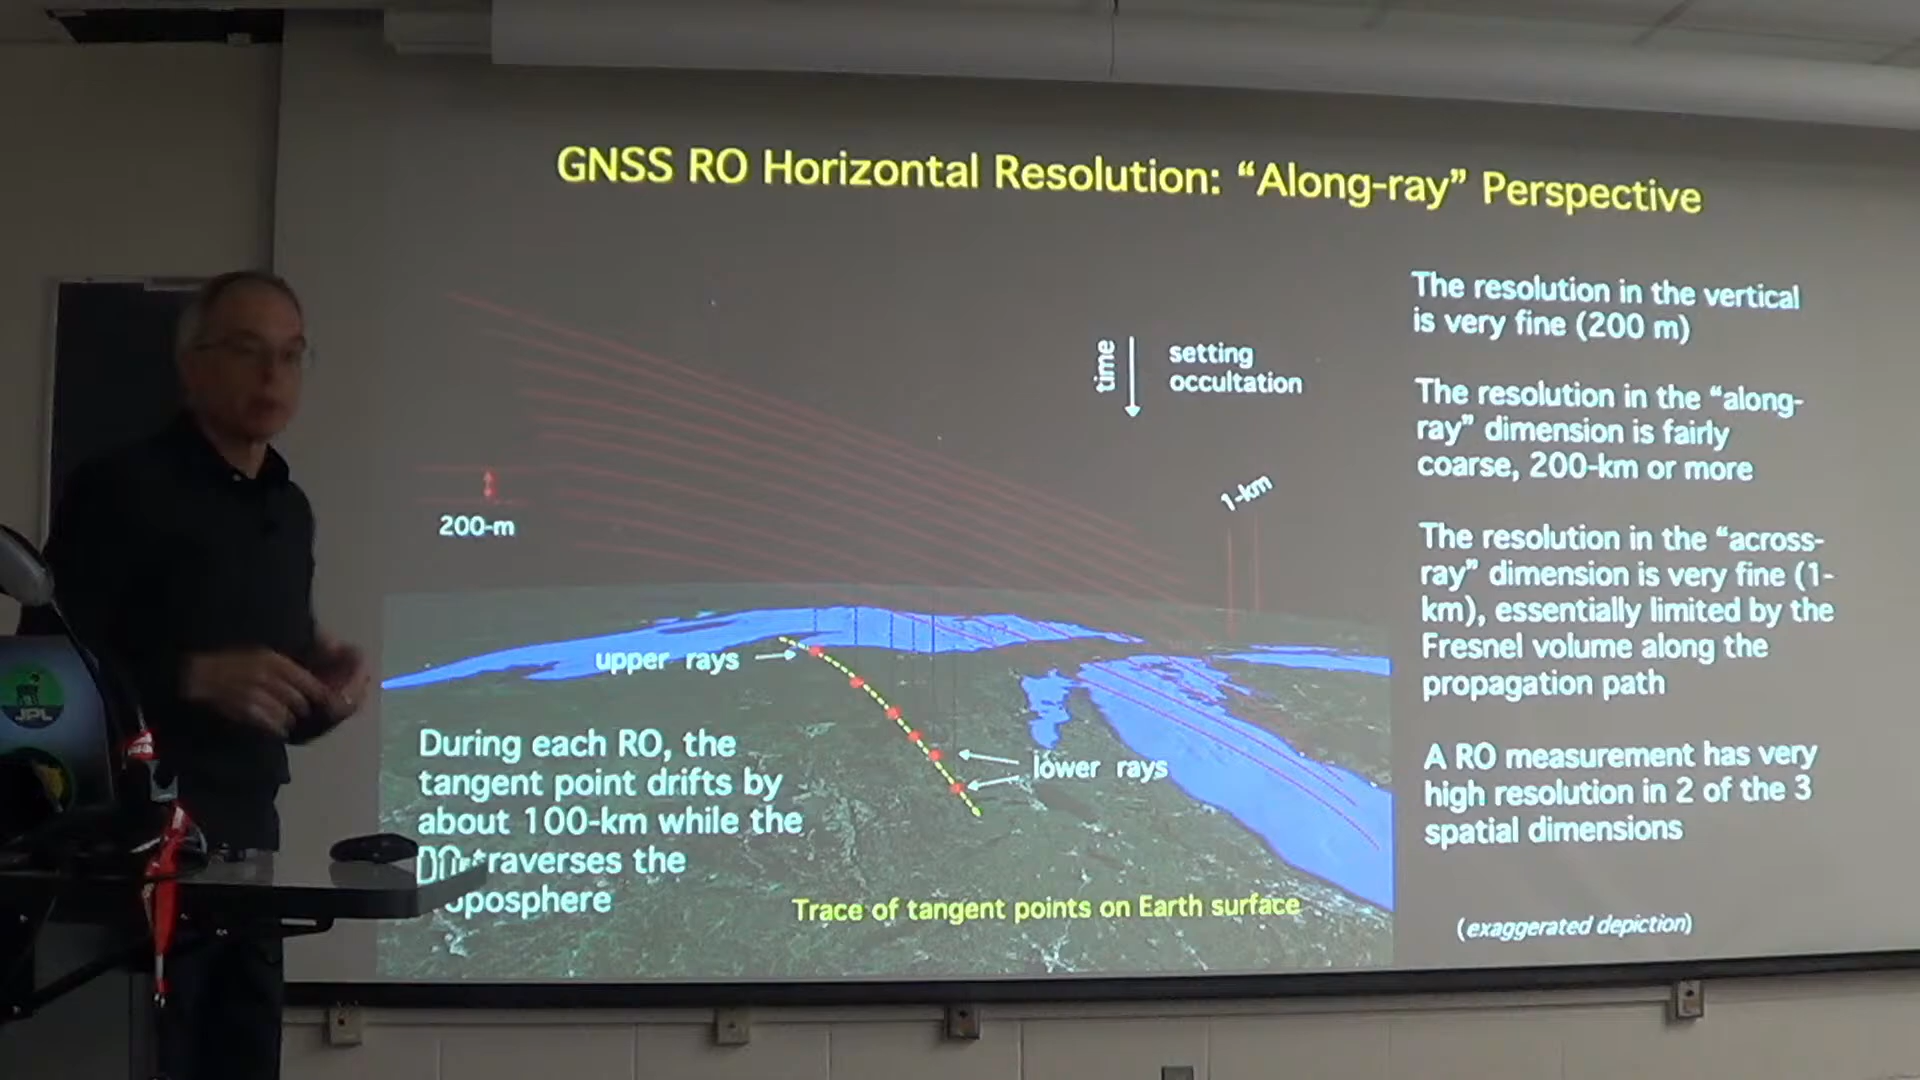 GNSS RO Horizontal Resolution: “Along-ray” Perspective
The resolution in the vertical
is very fine (200 m)
time
setting
occultation
The resolution in the “along-
ray” dimension is fairly
coarse, 200-km or more
1-km
200-m
The resolution in the “across-
ray” dimension is very fine (1-
km), essentially limited by the
Fresnel volume along the
propagation path
upper rays
lower rays
During each RO, the
tangent point drifts by
about 100-km while the
traverses the
A RO measurement has very
high resolution in 2 of the 3
spatial dimensions
Trace of tangent points on Earth surface
(exaggerated depiction)
JPL